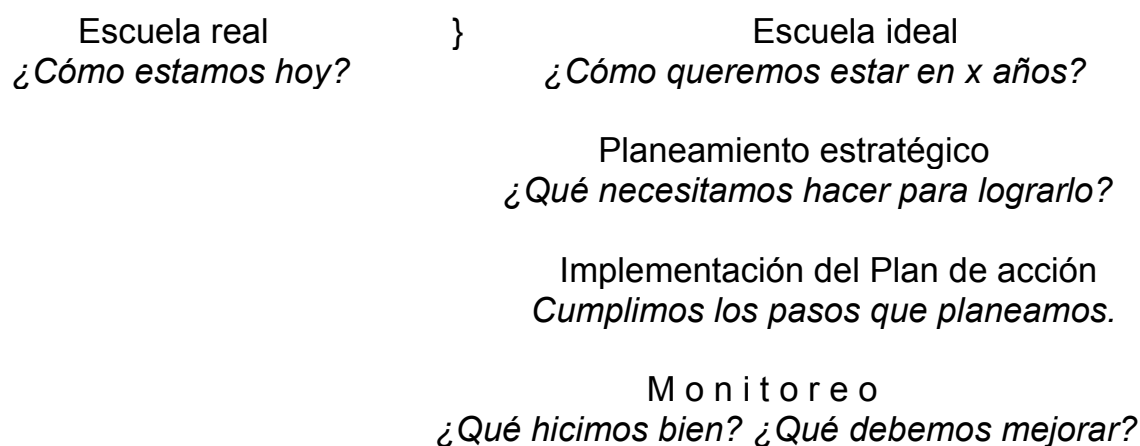 Escuela real } Escuela ideal
¿Cómo estamos hoy? ¿Cómo queremos estar en x años?
Planeamiento estratégico
¿Qué necesitamos hacer para lograrlo?
Implementación del Plan de acción
Cumplimos los pasos que planeamos.
M o n i t o r e o
¿Qué hicimos bien? ¿Qué debemos mejorar?